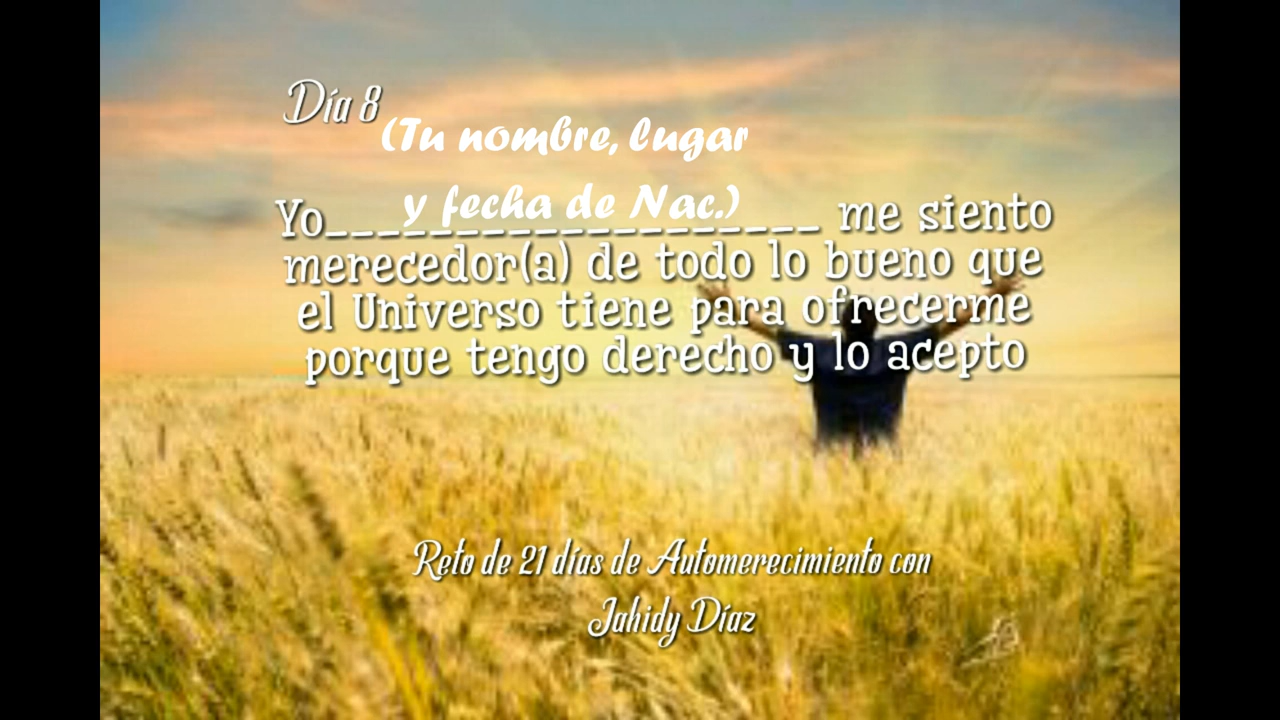 Día 8
(Tu nombre, lugar
y fecha de Nac.)
Yo___________________ me siento
merecedor(a) de todo lo bueno que
el Universo tiene para ofrecerme
porque tengo derecho y lo acepto
Reto de 21 días de Automerecimiento con
Jahidy Díaz